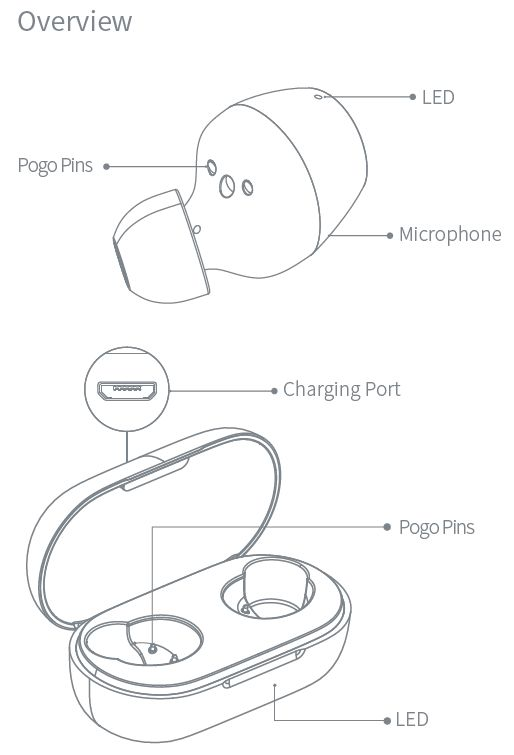 Overview
LED
Pogo Pins
Microphone
Charging Port
Pogo Pins
LED